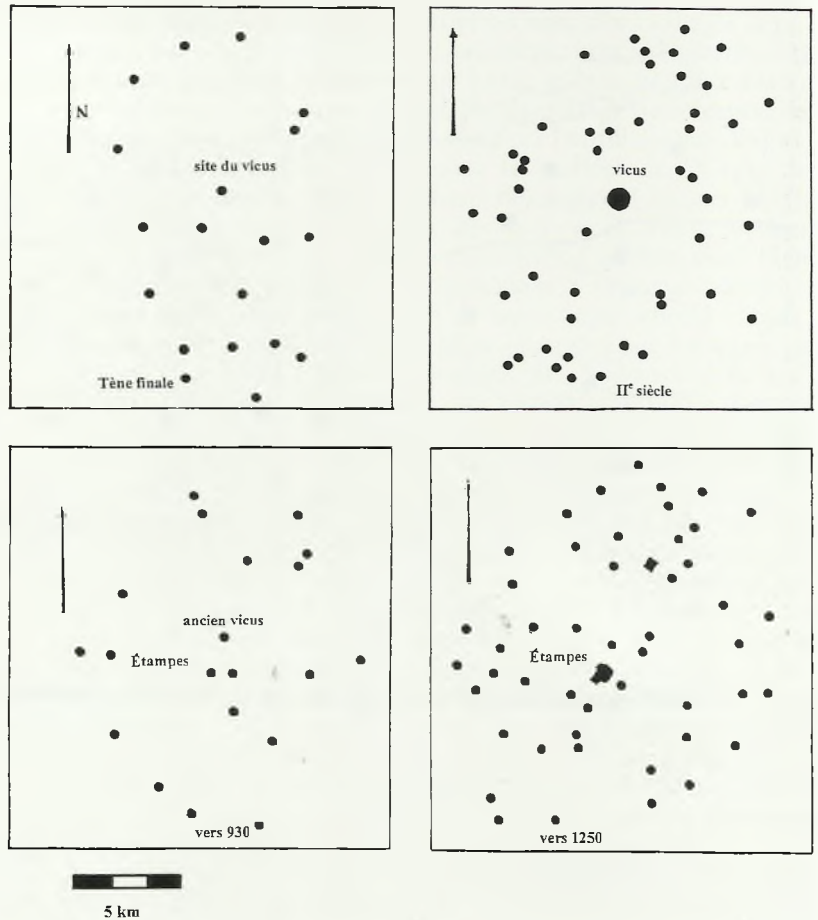 N
site du vicus
Tène finale
vicus
IIᵉ siècle
ancien vicus
Étampes
vers 930
Étampes
vers 1250
5 km